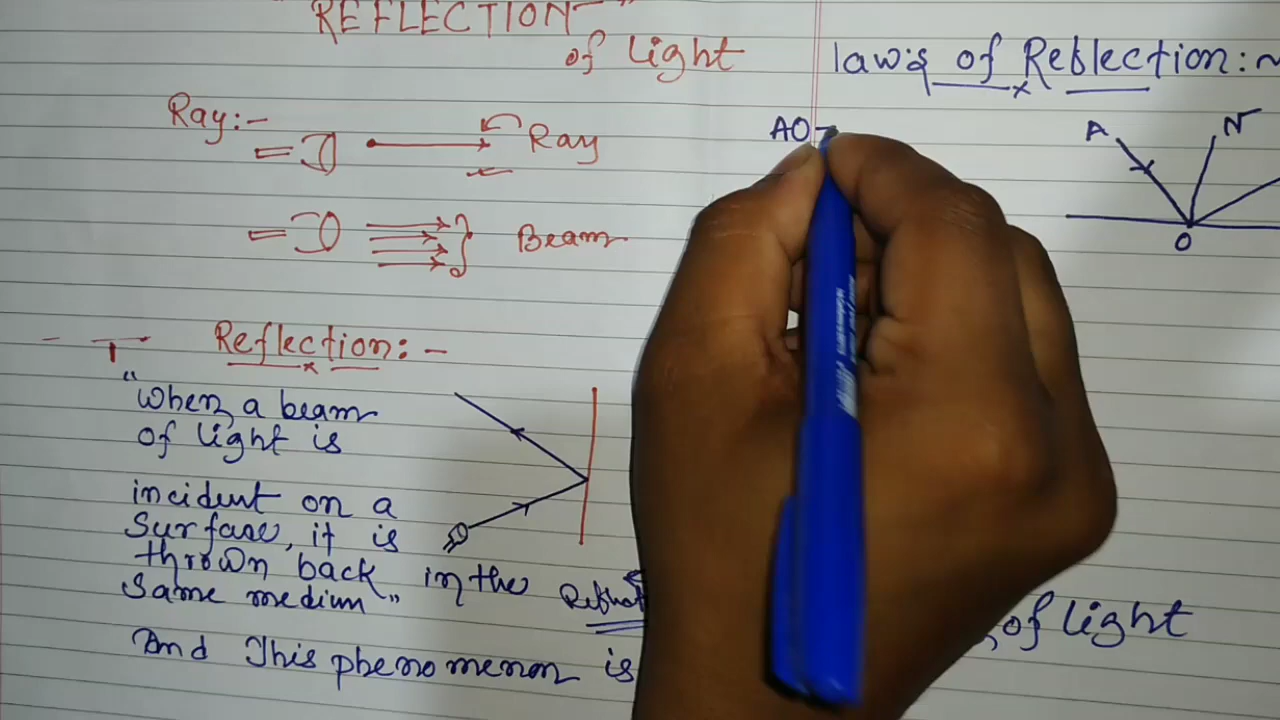 "REFLECTION"
of light
Ray:-
Ray
Beam
Reflection:-
"When a beam
of light is
incident on a
Surfase, it is
thrown back in the
Same medium"
And This phenomenon is
of light
laws of Reflection:~
AO-
A
N
O